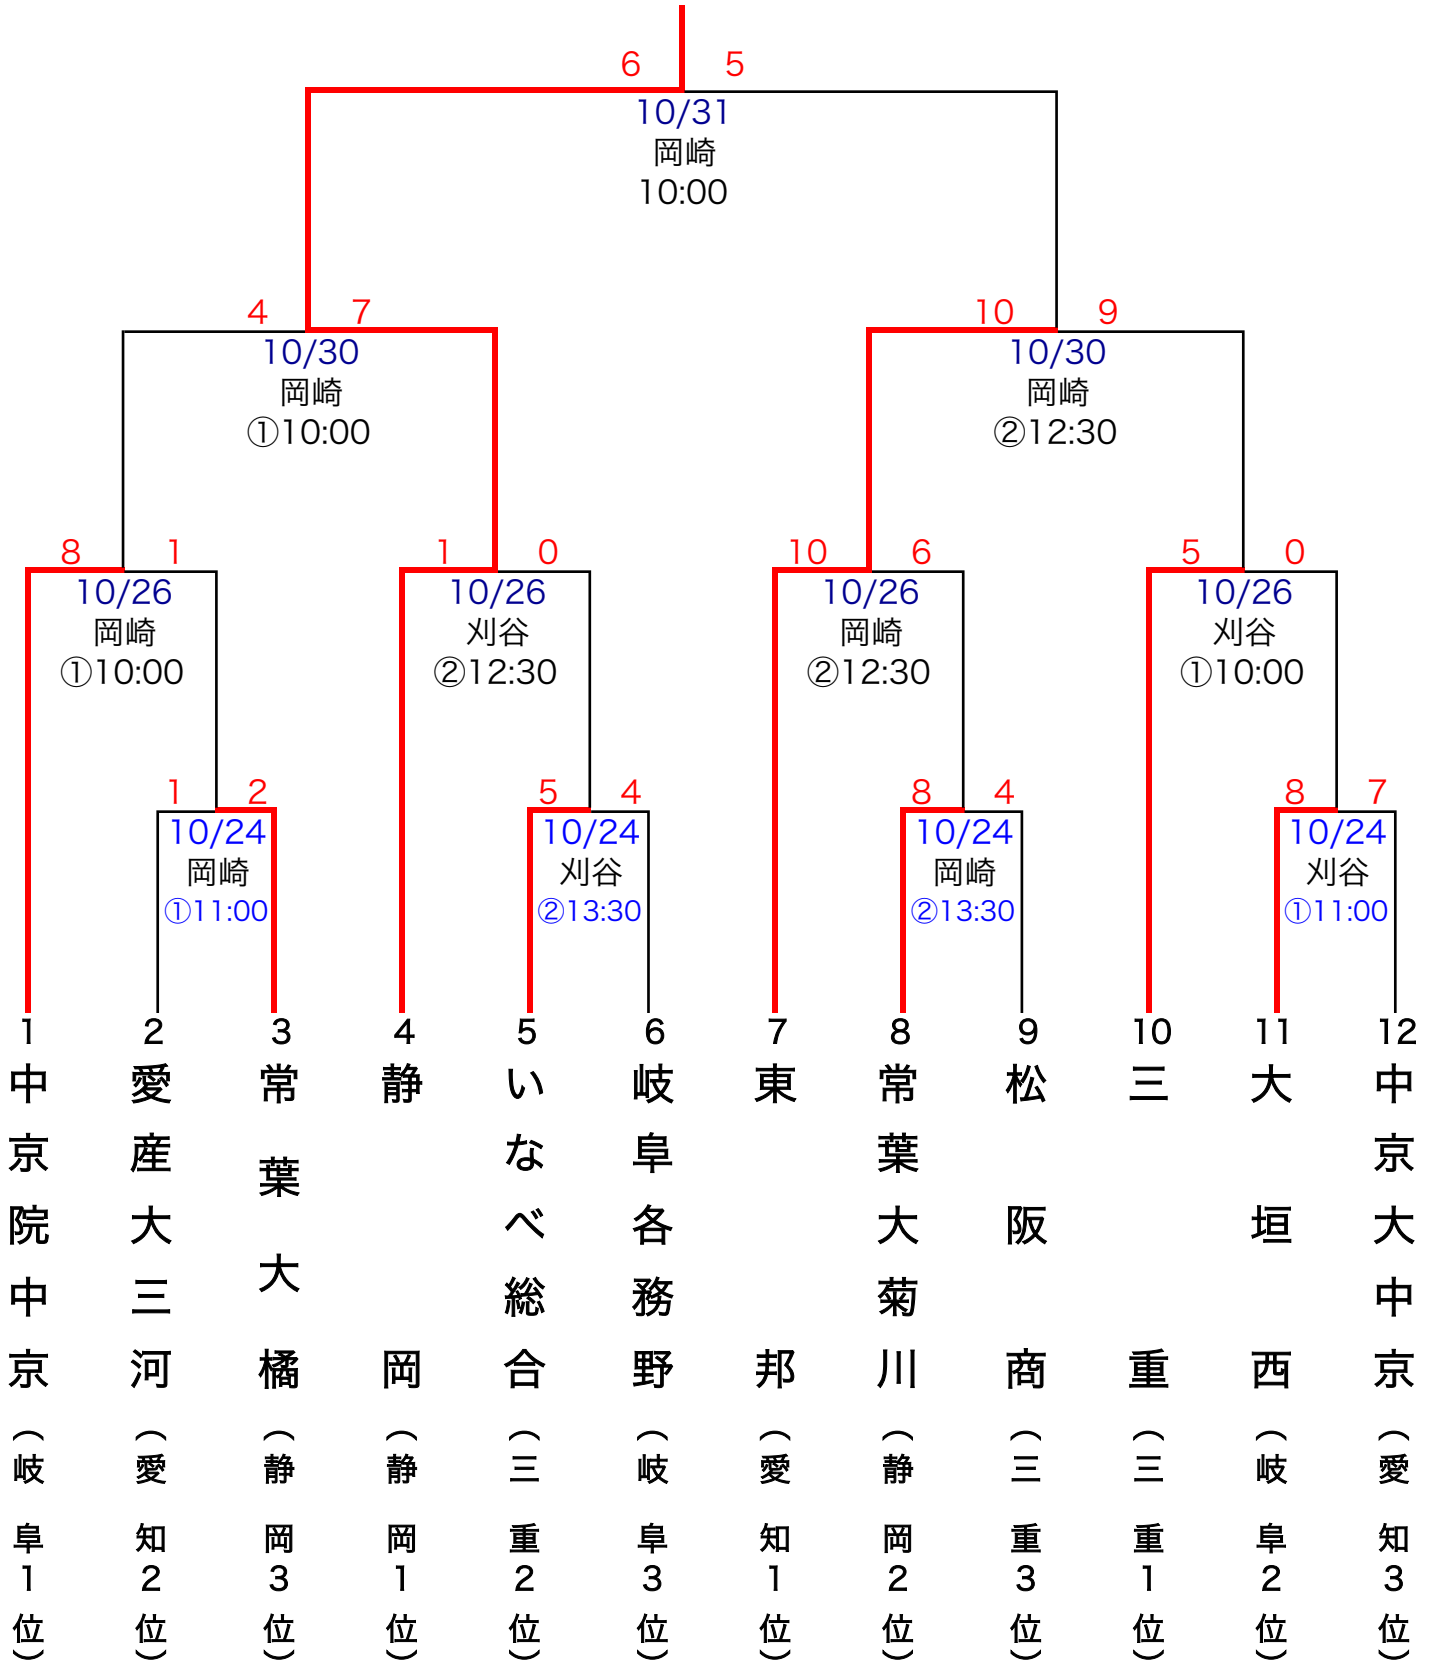 6 5
10/31
岡崎
10:00
4 7
10/30
岡崎
①10:00
10 9
10/30
岡崎
②12:30
8 1
10/26
岡崎
①10:00
1 0
10/26
刈谷
②12:30
10 6
10/26
岡崎
②12:30
5 0
10/26
刈谷
①10:00
1 2
10/24
岡崎
①11:00
5 4
10/24
刈谷
②13:30
8 4
10/24
岡崎
②13:30
8 7
10/24
刈谷
①11:00
1
中京院中京（岐阜1位）
2
愛産大三河（愛知2位）
3
常葉大橘（静岡3位）
4
静岡（静岡1位）
5
いなべ総合（三重2位）
6
岐阜各務野（岐阜3位）
7
東邦（愛知1位）
8
常葉大菊川（静岡2位）
9
松阪商（三重3位）
10
三重（三重1位）
11
大垣西（岐阜2位）
12
中京大中京（愛知3位）